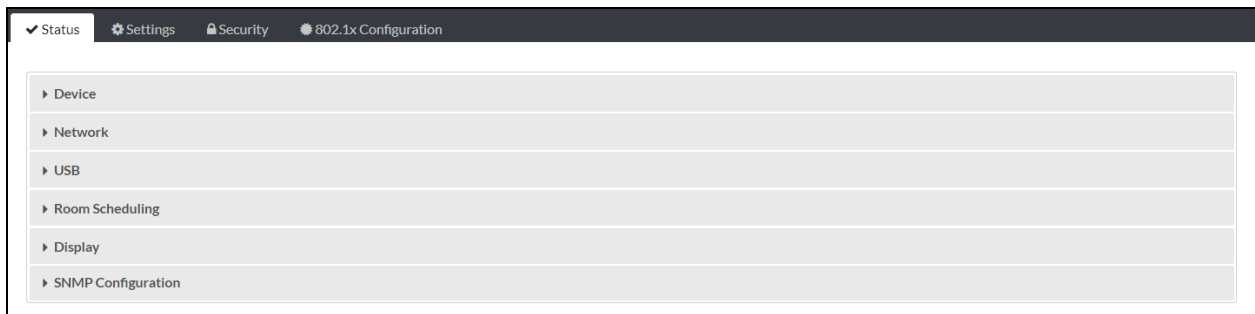 Status Settings Security 802.1x Configuration
Device
Network
USB
Room Scheduling
Display
SNMP Configuration